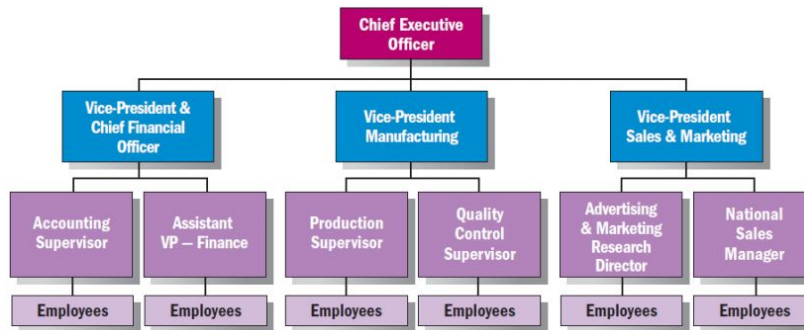 Chief Executive
Officer
Vice-President &
Chief Financial
Officer
Vice-President
Manufacturing
Vice-President
Sales & Marketing
Accounting
Supervisor
Assistant
VP — Finance
Production
Supervisor
Quality
Control
Supervisor
Advertising
& Marketing
Research
Director
National
Sales
Manager
Employees
Employees
Employees
Employees
Employees
Employees